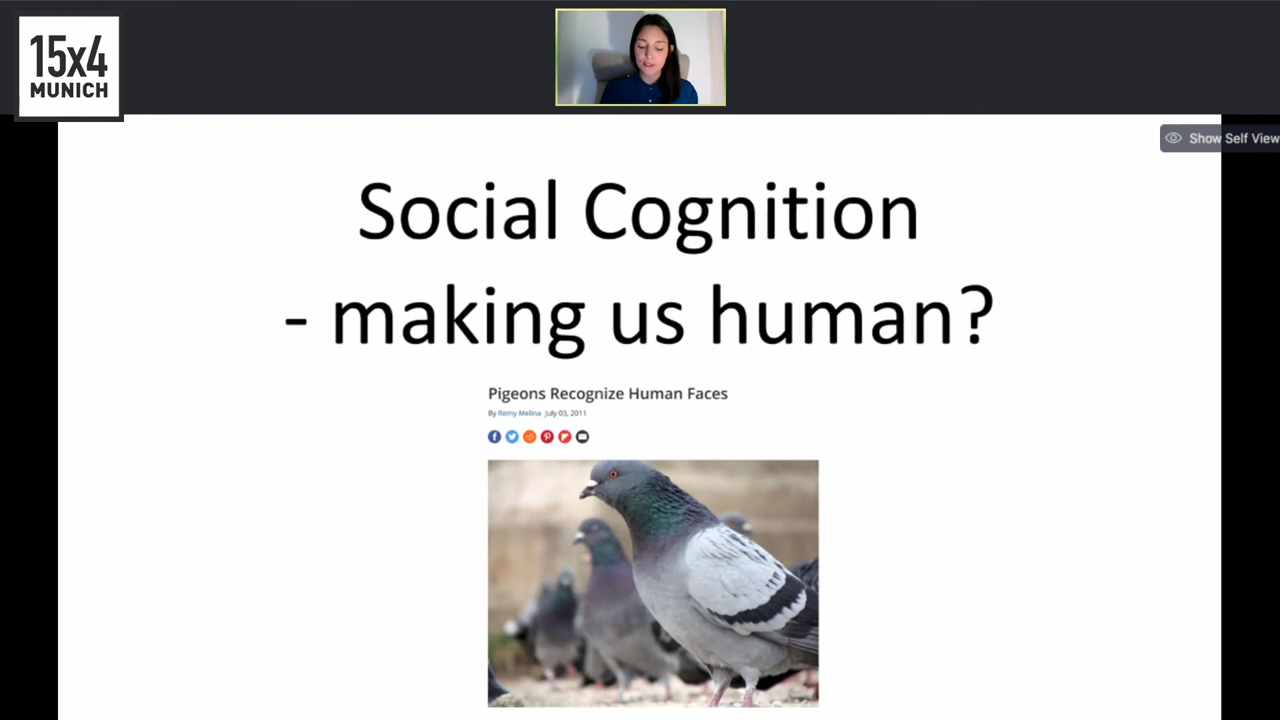 15x4
MUNICH
Show Self View
Social Cognition
- making us human?
Pigeons Recognize Human Faces
By Remy Melina July 03, 2011